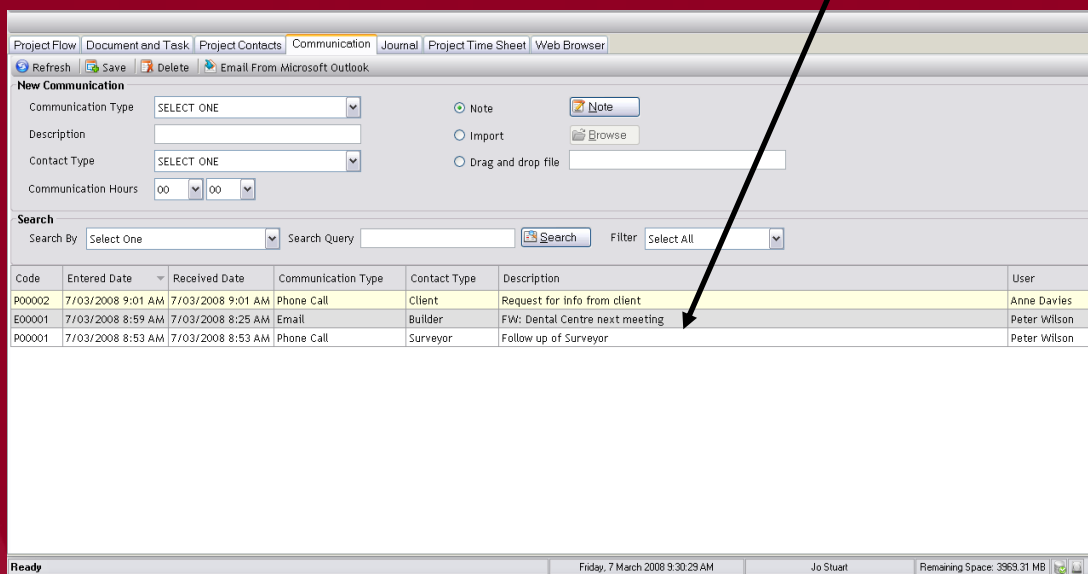 Project Flow Document and Task Project Contacts Communication Journal Project Time Sheet Web Browser
Refresh Save Delete Email From Microsoft Outlook
New Communication
Communication Type SELECT ONE Note Note
Description Import Browse
Contact Type SELECT ONE Drag and drop file
Communication Hours 00 00
Search
Search By Select One Search Query Search Filter Select All
Code Entered Date Received Date Communication Type Contact Type Description User
P00002 7/03/2008 9:01 AM 7/03/2008 9:01 AM Phone Call Client Request for info from client Anne Davies
E00001 7/03/2008 8:59 AM 7/03/2008 8:25 AM Email Builder FW: Dental Centre next meeting Peter Wilson
P00001 7/03/2008 8:53 AM 7/03/2008 8:53 AM Phone Call Surveyor Follow up of Surveyor Peter Wilson
Ready Friday, 7 March 2008 9:30:29 AM Jo Stuart Remaining Space: 3969.31 MB